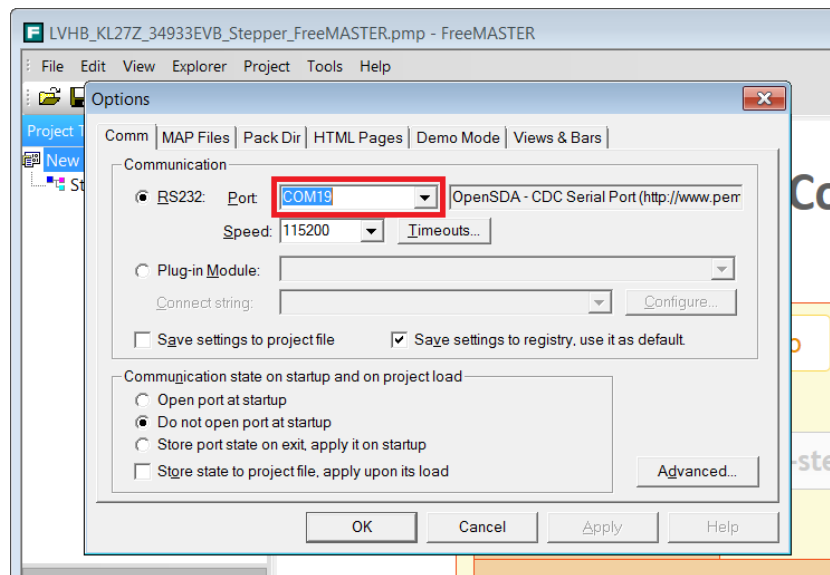 LVHB_KL27Z_34933EVB_Stepper_FreeMASTER.pmp - FreeMASTER
File Edit View Explorer Project Tools Help
Options
Project T
New
St
Comm MAP Files Pack Dir HTML Pages Demo Mode Views & Bars
Communication
RS232: Port: COM19 OpenSDA - CDC Serial Port (http://www.pem
Speed: 115200 Timeouts...
Plug-in Module:
Connect string: Configure...
Save settings to project file Save settings to registry, use it as default.
Communication state on startup and on project load
Open port at startup
Do not open port at startup
Store port state on exit, apply it on startup
Store state to project file, apply upon its load Advanced...
OK Cancel Apply Help
Co
-ste